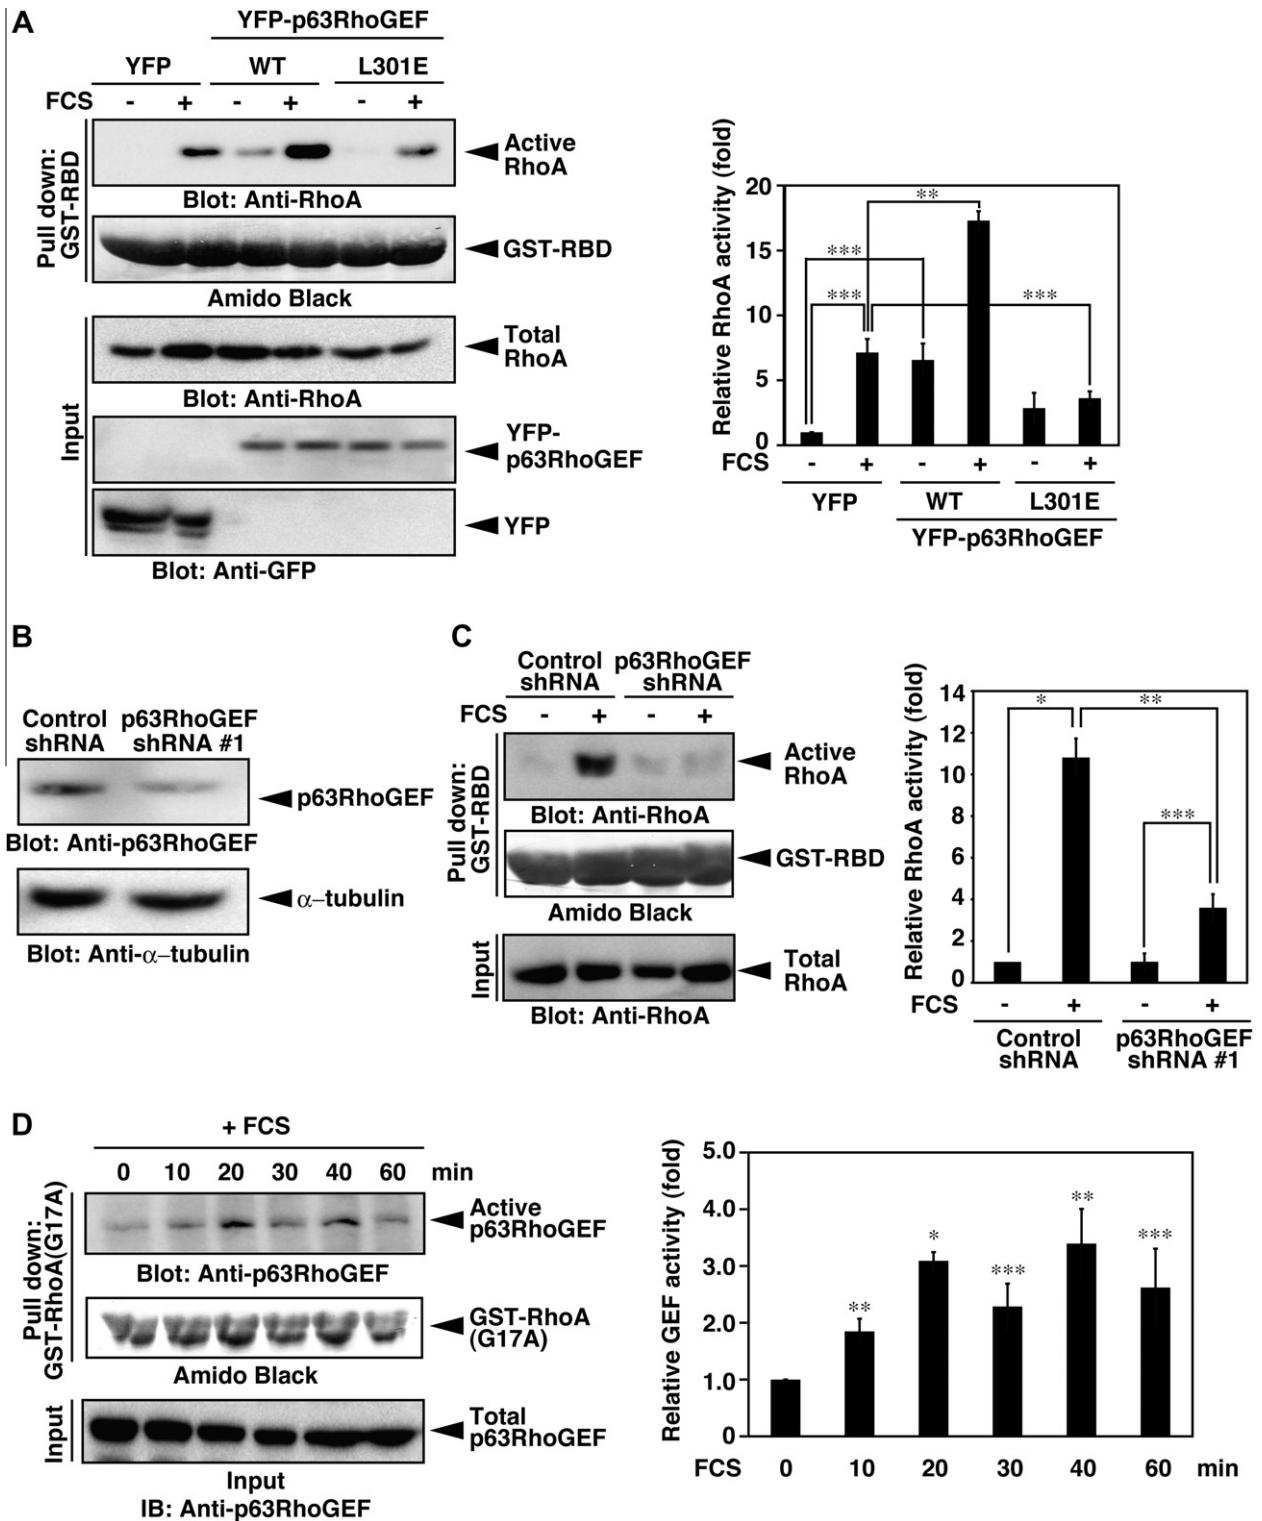 A
YFP-p63RhoGEF
YFP WT L301E
FCS - + - + - +
Pull down:
GST-RBD
Active
RhoA
Blot: Anti-RhoA
GST-RBD
Amido Black
Input
Total
RhoA
Blot: Anti-RhoA
YFP-
p63RhoGEF
YFP
Blot: Anti-GFP
Relative RhoA activity (fold)
20
15
10
5
0
**
***
*** ***
FCS - + - + - +
YFP WT L301E
YFP-p63RhoGEF
B
Control p63RhoGEF
shRNA shRNA #1
p63RhoGEF
Blot: Anti-p63RhoGEF
α–tubulin
Blot: Anti-α–tubulin
C
Control p63RhoGEF
shRNA shRNA
FCS - + - +
Pull down:
GST-RBD
Active
RhoA
Blot: Anti-RhoA
GST-RBD
Amido Black
Input
Total
RhoA
Blot: Anti-RhoA
Relative RhoA activity (fold)
14
12
10
8
6
4
2
0
* **
***
FCS - + - +
Control p63RhoGEF
shRNA shRNA #1
D
+ FCS
0 10 20 30 40 60 min
Pull down:
GST-RhoA(G17A)
Active
p63RhoGEF
Blot: Anti-p63RhoGEF
GST-RhoA
(G17A)
Amido Black
Input
Total
p63RhoGEF
Input
IB: Anti-p63RhoGEF
Relative GEF activity (fold)
5.0
4.0
3.0
2.0
1.0
0
** * *** ** ***
FCS 0 10 20 30 40 60 min